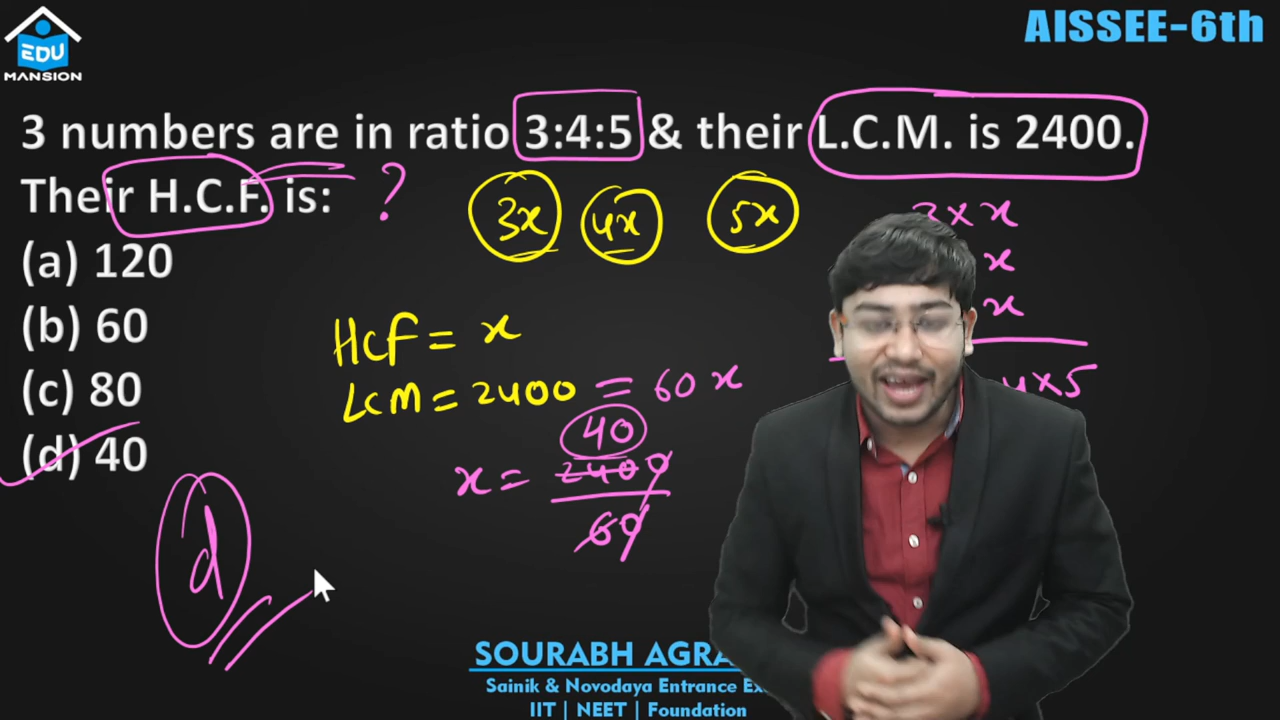 EDU
MANSION
AISSEE-6th
3 numbers are in ratio 3:4:5 & their L.C.M. is 2400.
Their H.C.F. is: ?
(a) 120
(b) 60
(c) 80
(d) 40
3x 4x 5x
3 x x
x
x
4x5
HCF = x
LCM = 2400 = 60 x
40
x = 2400
60
d
SOURABH
Sainik & Novodaya Entrance
IIT | NEET | Foundation